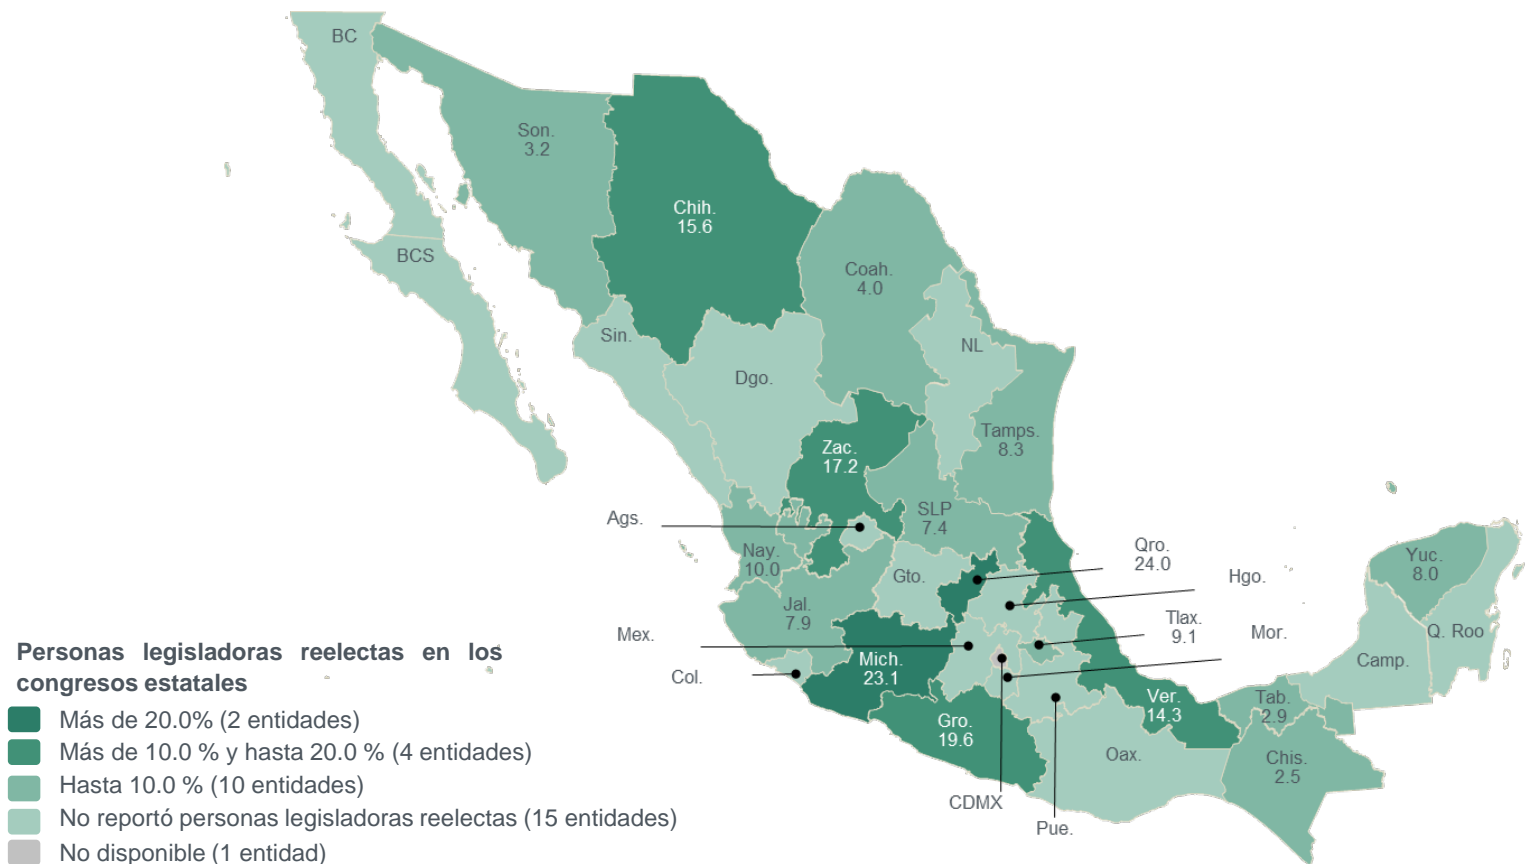 BC
Son.
3.2
Chih.
15.6
BCS
Coah.
4.0
Sin.
NL
Dgo.
Tamps.
8.3
Zac.
17.2
Ags.
SLP
7.4
Nay.
10.0
Qro.
24.0
Yuc.
8.0
Gto.
Hgo.
Jal.
7.9
Tlax.
9.1
Mex.
Mor.
Q. Roo
Camp.
Col.
Mich.
23.1
Gro.
19.6
Ver.
14.3
Tab.
2.9
Oax.
Chis.
2.5
CDMX
Pue.
Personas legisladoras reelectas en los
congresos estatales
Más de 20.0% (2 entidades)
Más de 10.0 % y hasta 20.0 % (4 entidades)
Hasta 10.0 % (10 entidades)
No reportó personas legisladoras reelectas (15 entidades)
No disponible (1 entidad)